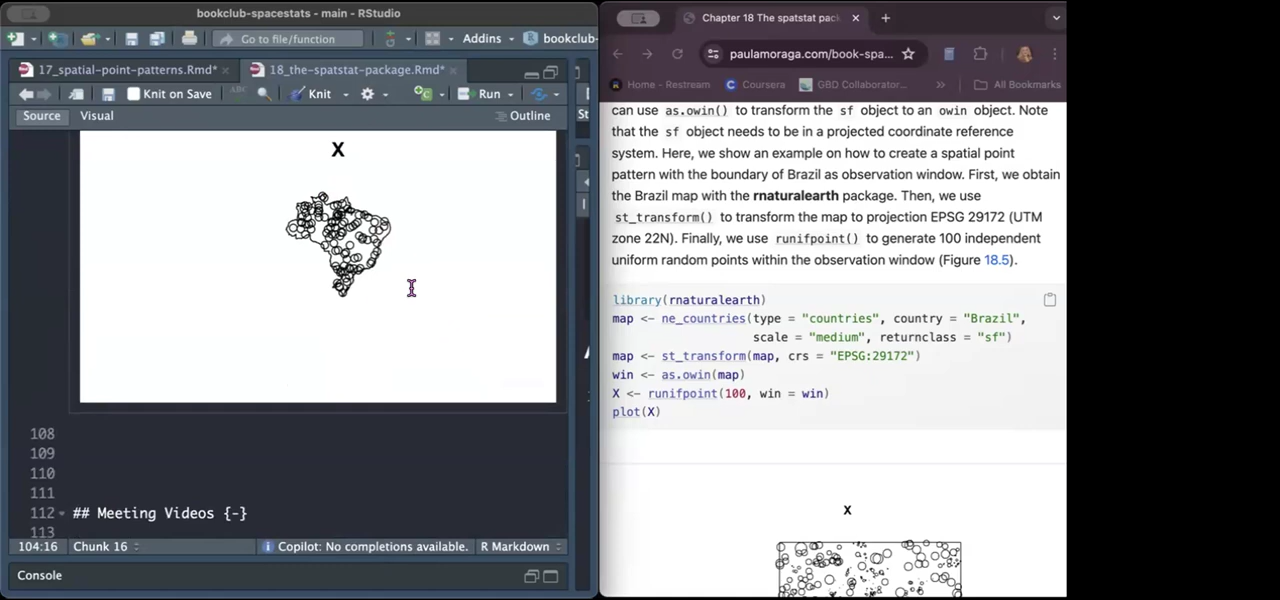 bookclub-spacestats - main - RStudio
Go to file/function
Addins
bookclub-
17_spatial-point-patterns.Rmd*
18_the-spatstat-package.Rmd*
Knit on Save
ABC
Knit
Run
Source
Visual
Outline
X
108
109
110
111
112 ## Meeting Videos {-}
113
104:16
Chunk 16
Copilot: No completions available.
R Markdown
Console
Chapter 18 The spatstat pac
paulamoraga.com/book-spa...
Home - Restream
Coursera
GBD Collaborator...
»
All Bookmarks
can use as.owin() to transform the sf object to an owin object. Note
that the sf object needs to be in a projected coordinate reference
system. Here, we show an example on how to create a spatial point
pattern with the boundary of Brazil as observation window. First, we obtain
the Brazil map with the rnaturalearth package. Then, we use
st_transform() to transform the map to projection EPSG 29172 (UTM
zone 22N). Finally, we use runifpoint() to generate 100 independent
uniform random points within the observation window (Figure 18.5).
library(rnaturalearth)
map <- ne_countries(type = "countries", country = "Brazil",
scale = "medium", returnclass = "sf")
map <- st_transform(map, crs = "EPSG:29172")
win <- as.owin(map)
X <- runifpoint(100, win = win)
plot(X)
X